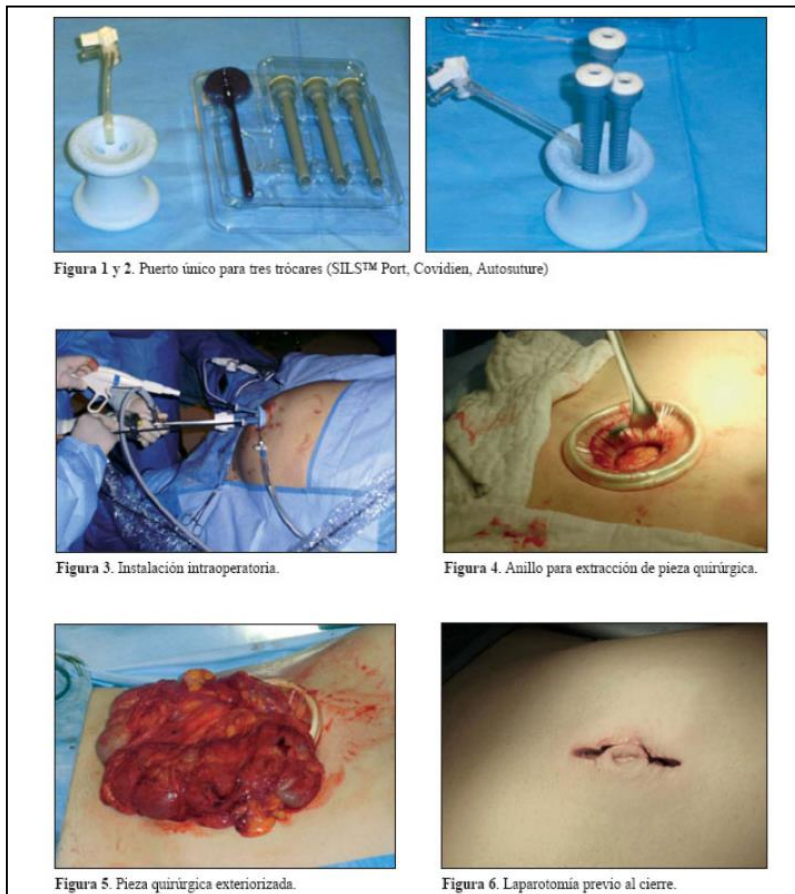 Figura 1 y 2. Puerto único para tres trócares (SILS™ Port, Covidien, Autosuture)
Figura 3. Instalación intraoperatoria.
Figura 4. Anillo para extracción de pieza quirúrgica.
Figura 5. Pieza quirúrgica exteriorizada.
Figura 6. Laparotomía previo al cierre.